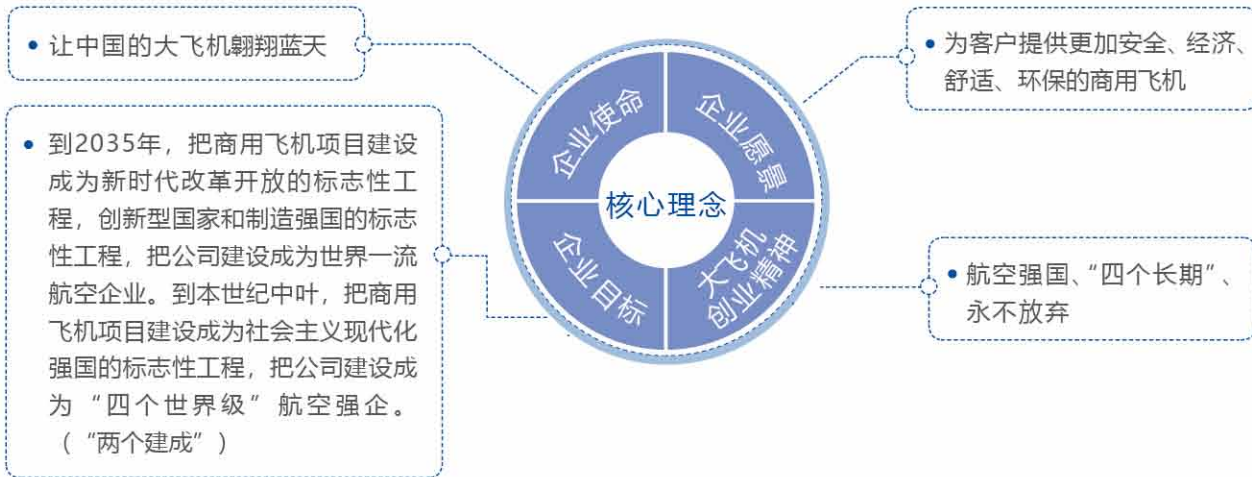 • 让中国的大飞机翱翔蓝天
• 到2035年，把商用飞机项目建设
成为新时代改革开放的标志性工
程，创新型国家和制造强国的标志
性工程，把公司建设成为世界一流
航空企业。到本世纪中叶，把商用
飞机项目建设成为社会主义现代化
强国的标志性工程，把公司建设成
为“四个世界级”航空强企。
（“两个建成”）
企业使命
企业愿景
核心理念
企业目标
大飞机
创业精神
• 为客户提供更加安全、经济、
舒适、环保的商用飞机
• 航空强国、“四个长期”、
永不放弃